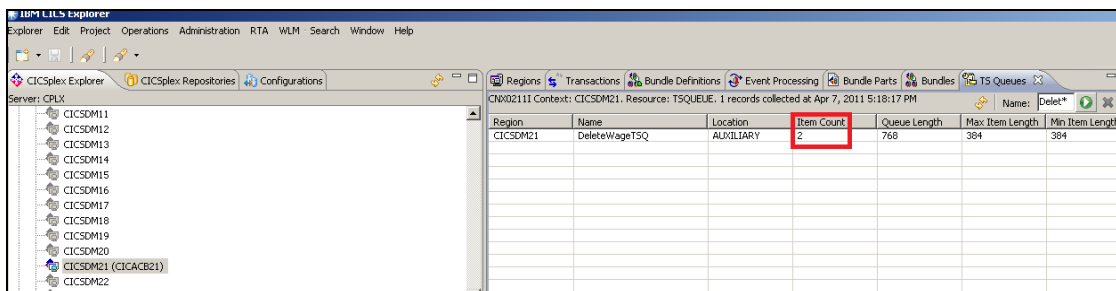 IBM CICS Explorer
Explorer Edit Project Operations Administration RTA WLM Search Window Help
CICSplex Explorer CICSplex Repositories Configurations
Server: CPLX
CICSDM11
CICSDM12
CICSDM13
CICSDM14
CICSDM15
CICSDM16
CICSDM17
CICSDM18
CICSDM19
CICSDM20
CICSDM21 (CICACB21)
CICSDM22
Regions Transactions Bundle Definitions Event Processing Bundle Parts Bundles TS Queues
CNX0211I Context: CICSDM21. Resource: TSQUEUE. 1 records collected at Apr 7, 2011 5:18:17 PM Name: Delet*
Region Name Location Item Count Queue Length Max Item Length Min Item Length
CICSDM21 DeleteWageTSQ AUXILIARY 2 768 384 384